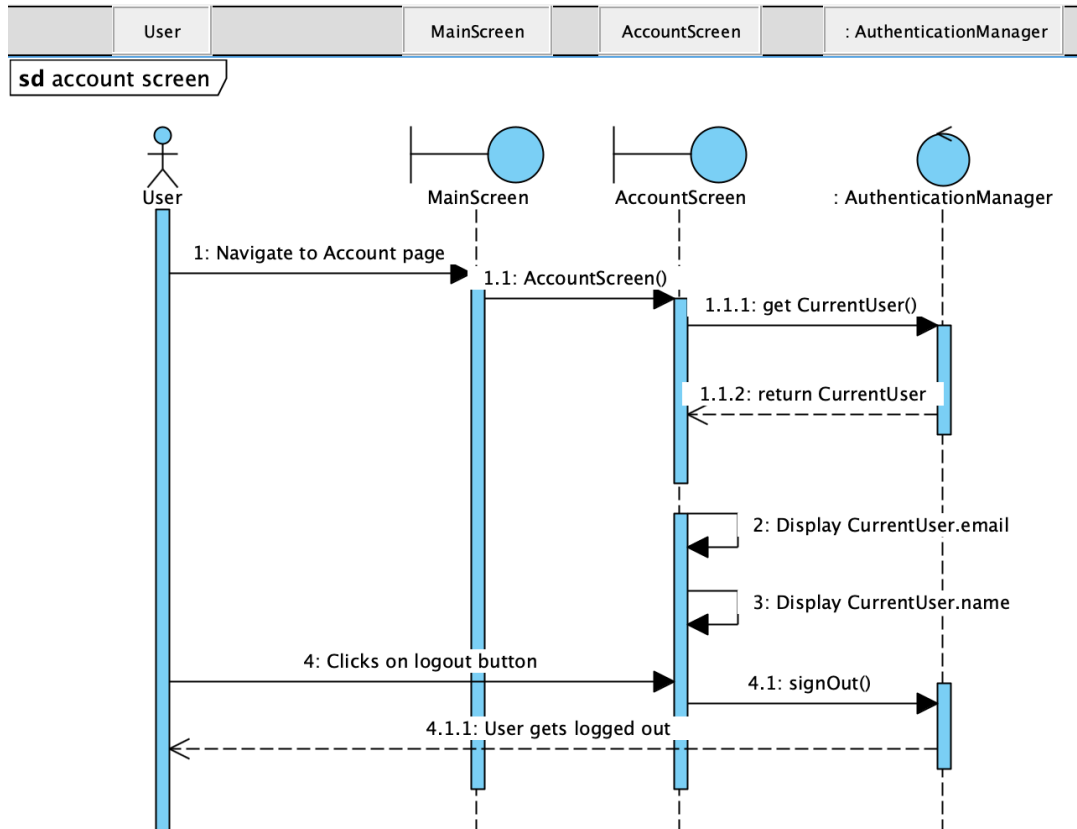 User
MainScreen
AccountScreen
: AuthenticationManager
sd account screen
User
MainScreen
AccountScreen
: AuthenticationManager
1: Navigate to Account page
1.1: AccountScreen()
1.1.1: get CurrentUser()
1.1.2: return CurrentUser
2: Display CurrentUser.email
3: Display CurrentUser.name
4: Clicks on logout button
4.1: signOut()
4.1.1: User gets logged out